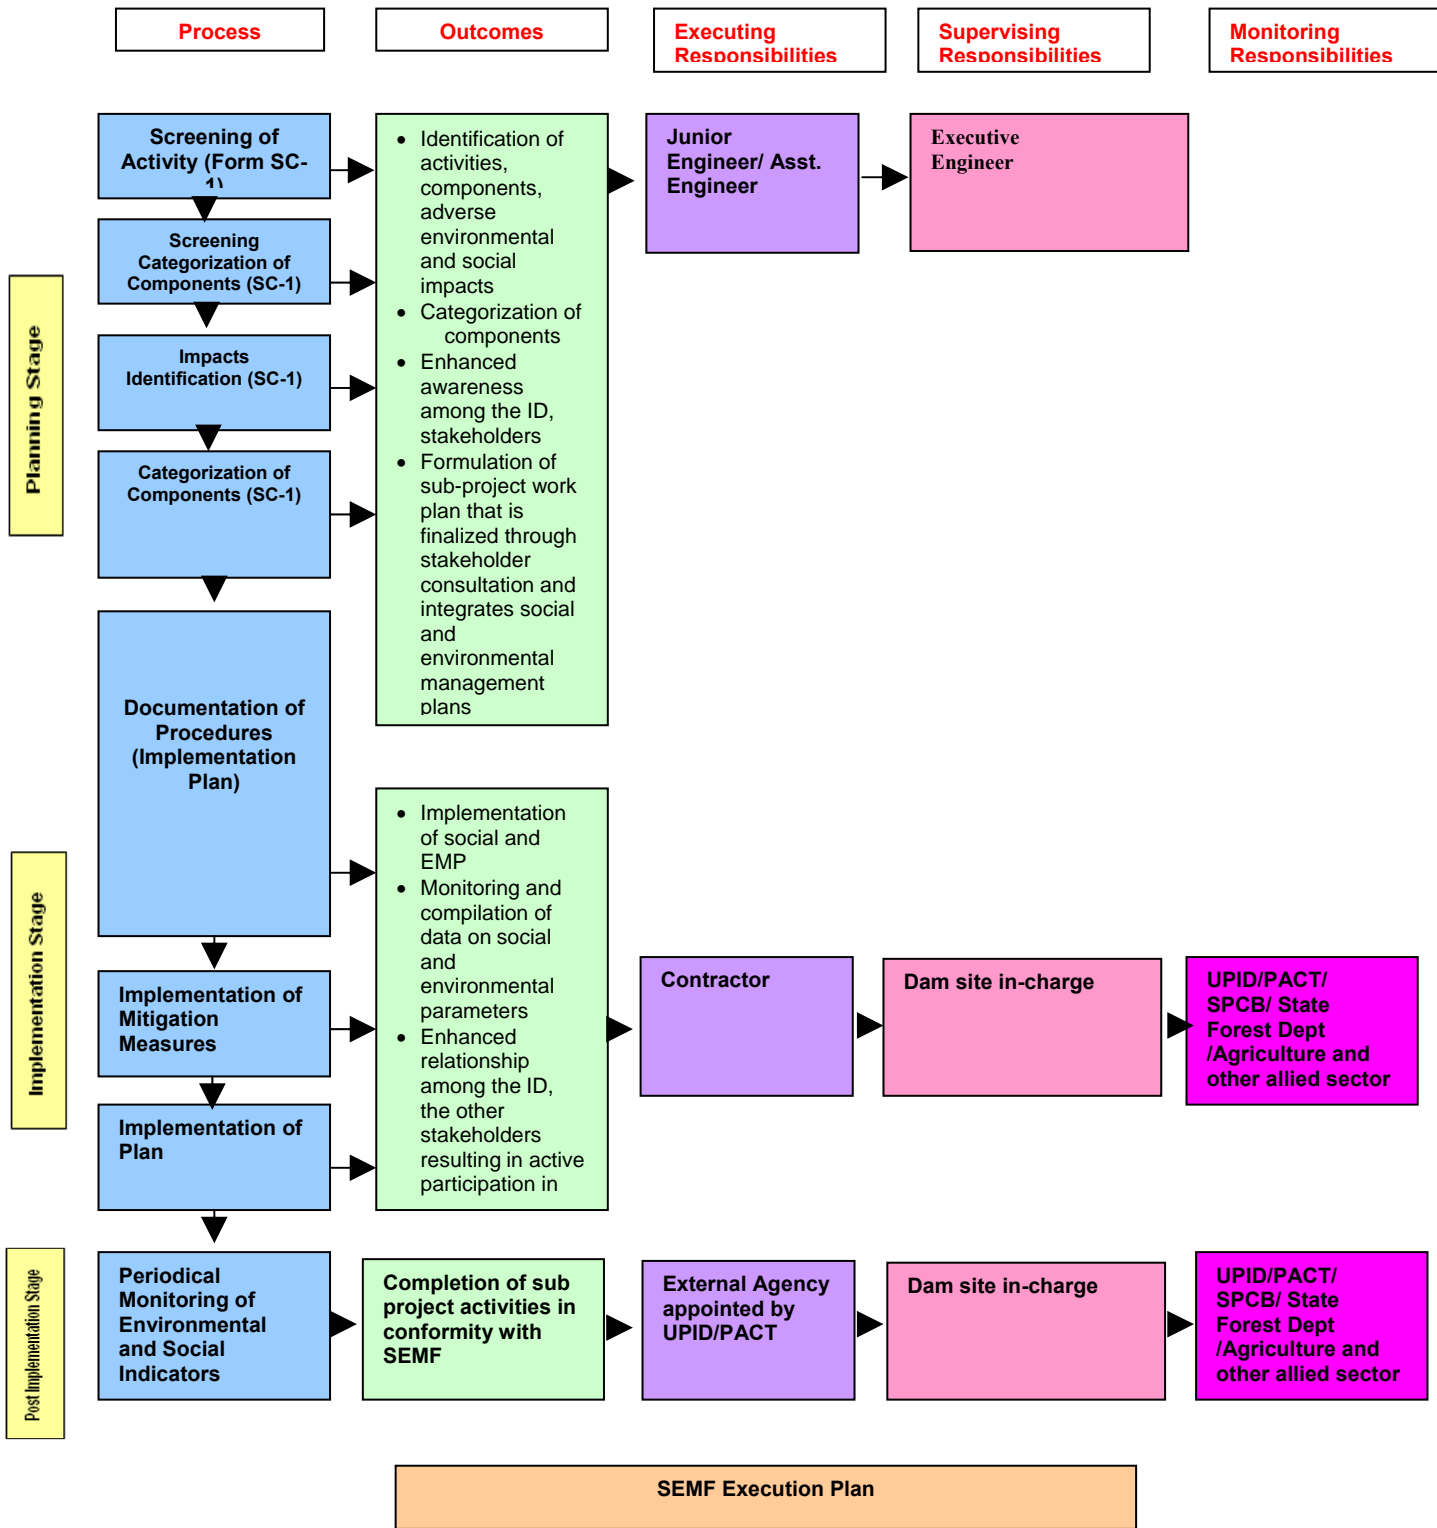 Process
Outcomes
Executing
Responsibilities
Supervising
Responsibilities
Monitoring
Responsibilities
Planning Stage
Screening of
Activity (Form SC-
1)
Screening
Categorization of
Components (SC-1)
Impacts
Identification (SC-1)
Categorization of
Components (SC-1)
Documentation of
Procedures
(Implementation
Plan)
• Identification of
activities,
components,
adverse
environmental
and social
impacts
• Categorization of
components
• Enhanced
awareness
among the ID,
stakeholders
• Formulation of
sub-project work
plan that is
finalized through
stakeholder
consultation and
integrates social
and
environmental
management
plans
Junior
Engineer/ Asst.
Engineer
Executive
Engineer
Implementation Stage
Implementation of
Mitigation
Measures
Implementation of
Plan
• Implementation
of social and
EMP
• Monitoring and
compilation of
data on social
and
environmental
parameters
• Enhanced
relationship
among the ID,
the other
stakeholders
resulting in active
participation in
Contractor
Dam site in-charge
UPID/PACT/
SPCB/ State
Forest Dept
/Agriculture and
other allied sector
Post Implementation Stage
Periodical
Monitoring of
Environmental
and Social
Indicators
Completion of sub
project activities in
conformity with
SEMF
External Agency
appointed by
UPID/PACT
Dam site in-charge
UPID/PACT/
SPCB/ State
Forest Dept
/Agriculture and
other allied sector
SEMF Execution Plan